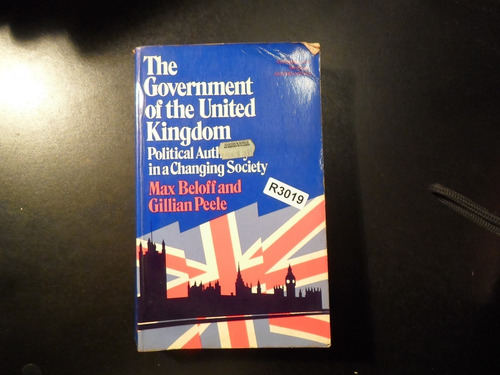 The
Government
of the United
Kingdom
Political Auth
in a Changing Society
Max Beloff and
Gillian Peele
R3019